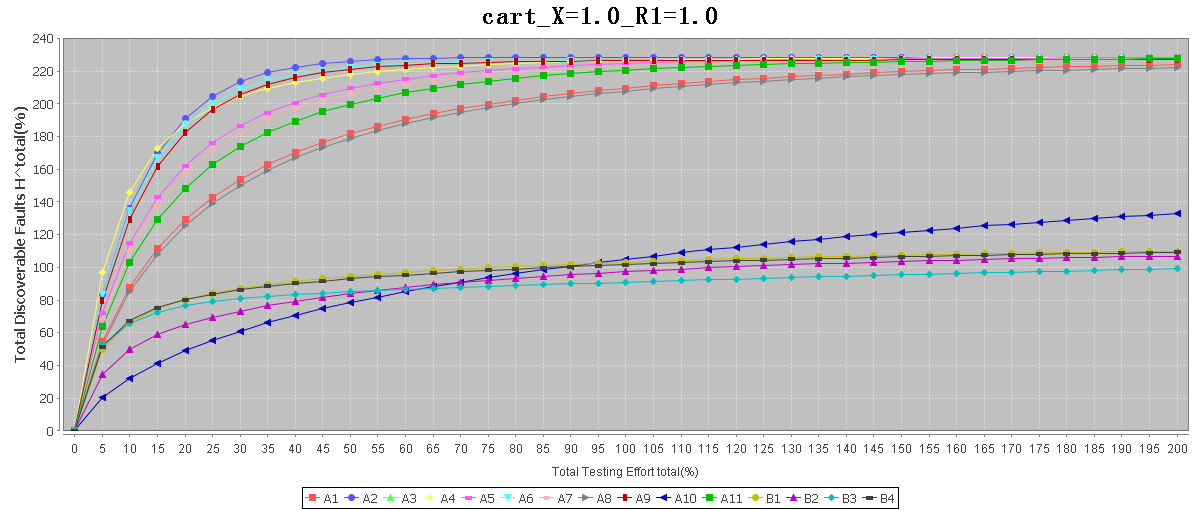 cart_X=1.0_R1=1.0
Total Discoverable Faults H^total(%)
240
220
200
180
160
140
120
100
80
60
40
20
0
0 5 10 15 20 25 30 35 40 45 50 55 60 65 70 75 80 85 90 95 100 105 110 115 120 125 130 135 140 145 150 155 160 165 170 175 180 185 190 195 200
Total Testing Effort total(%)
A1 A2 A3 A4 A5 A6 A7 A8 A9 A10 A11 B1 B2 B3 B4